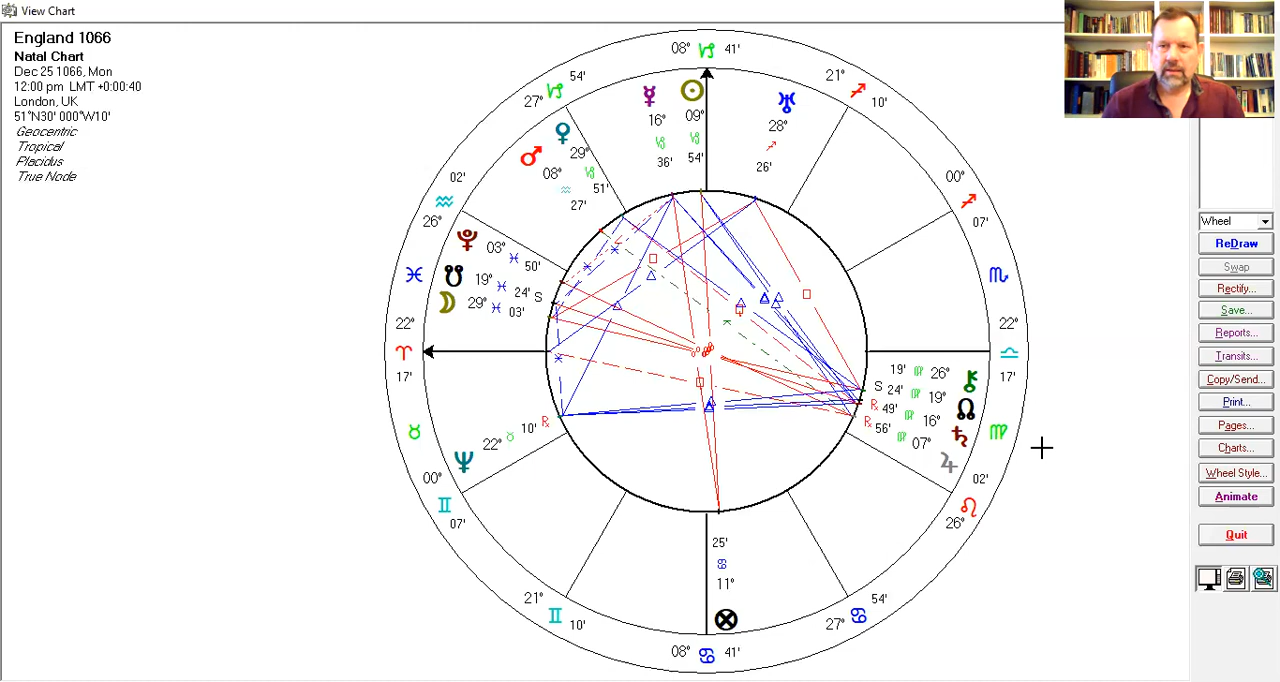 View Chart
England 1066
Natal Chart
Dec 25 1066, Mon
12:00 pm LMT +0:00:40
London, UK
51°N30' 000°W10'
Geocentric
Tropical
Placidus
True Node
08° ♑ 41'
21° ♐ 10'
00° ♐ 07'
♏
22° ♎ 17'
♍
02' ♌ 26°
54' ♋ 27°
08° ♋ 41'
21° ♊ 10'
00° ♊ 07'
♉
22° ♈ 17'
♓
02' ♒ 26°
54' ♑ 27°
☿ 16° ♑ 36'
☉ 09° ♑ 54'
♅ 28° ♐ 26'
♀ 29° ♑ 51'
♂ 08° ♒ 27'
♇ 03° ♓ 50'
☋ 19° ♓ 24' S
☽ 29° ♓ 03'
♆ 22° ♉ 10' ℞
⊗ 11° ♋ 25'
19' ♍ 26° ⚷
S 24' ♍ 19° ☊
℞ 49' ♍ 16° ♄
℞ 56' ♍ 07° ♃
Wheel
ReDraw
Swap
Rectify...
Save...
Reports...
Transits...
Copy/Send...
Print...
Pages...
Charts...
Wheel Style...
Animate
Quit